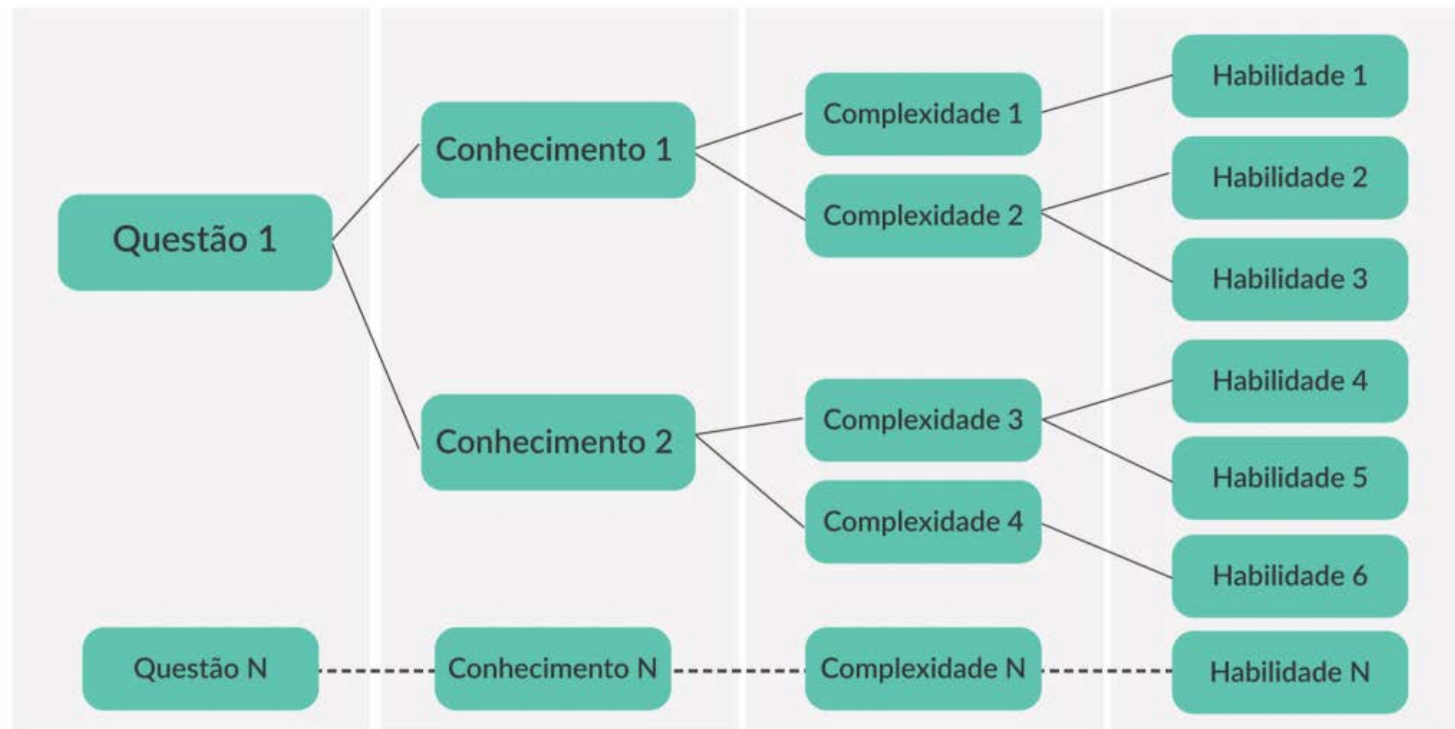 Questão 1
Conhecimento 1
Conhecimento 2
Complexidade 1
Complexidade 2
Complexidade 3
Complexidade 4
Habilidade 1
Habilidade 2
Habilidade 3
Habilidade 4
Habilidade 5
Habilidade 6
Questão N
Conhecimento N
Complexidade N
Habilidade N